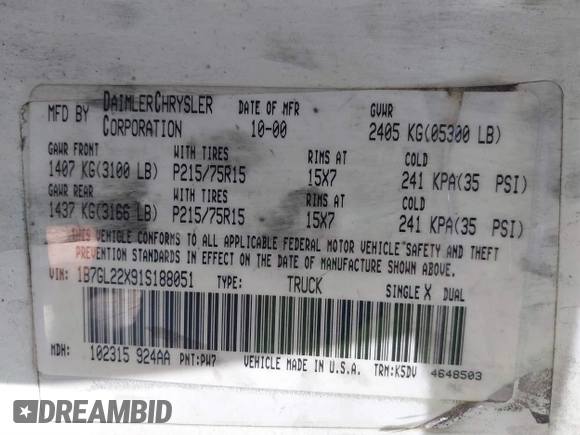 MFD BY DAIMLERCHRYSLER CORPORATION DATE OF MFR 10-00 GVWR 2405 KG(05300 LB)
GAWR FRONT WITH TIRES RIMS AT COLD
1407 KG(3100 LB) P215/75R15 15X7 241 KPA(35 PSI)
GAWR REAR WITH TIRES RIMS AT COLD
1437 KG(3166 LB) P215/75R15 15X7 241 KPA(35 PSI)
THIS VEHICLE CONFORMS TO ALL APPLICABLE FEDERAL MOTOR VEHICLE SAFETY AND THEFT
PREVENTION STANDARDS IN EFFECT ON THE DATE OF MANUFACTURE SHOWN ABOVE.
VIN: 1B7GL22X91S188051 TYPE: TRUCK SINGLE X DUAL
MDH: 102315 924AA PNT:PW7 VEHICLE MADE IN U.S.A. TRM:K5DV 4648503
DREAMBID.COM